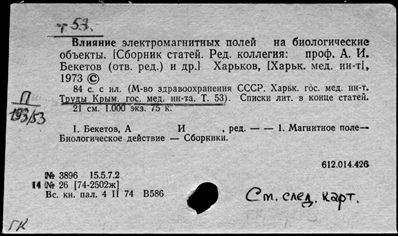 т 53.
Влияние электромагнитных полей на биологические
объекты. [Сборник статей. Ред. коллегия: проф. А. И.
Бекетов (отв. ред.) и др.] Харьков, [Харьк. мед. ин-т],
1973 ©
84 с. с ил. (М-во здравоохранения СССР. Харьк. гос. мед. ин-т.
Труды Крым. гос. мед. ин-та. Т. 53). Списки лит. в конце статей.
21 см. 1.000 экз. 75 к.
П
193/53
I. Бекетов, А И , ред. — — 1. Магнитное поле—
Биологическое действие — Сборники.
612.014.426
№ 3896 15.5.7.2
14 № 26 [74-2502ж]
Вс. кн. пал. 4 II 74 Б586
См. след. карт.
ГК